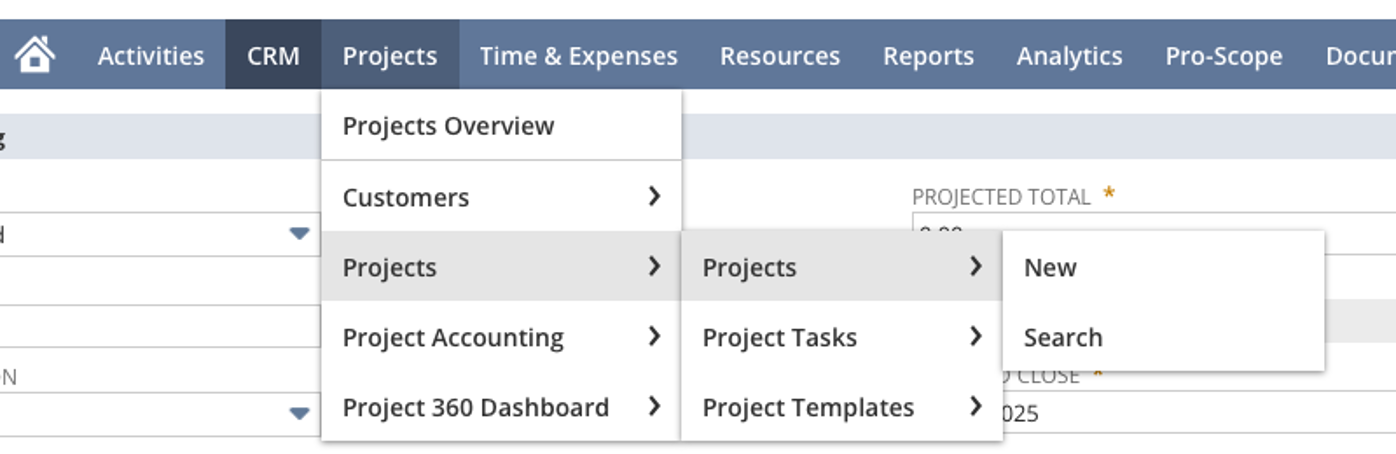 Activities CRM Projects Time & Expenses Resources Reports Analytics Pro-Scope
Projects Overview
Customers
PROJECTED TOTAL *
Projects
Projects
New
Project Accounting
Project Tasks
Search
CLOSE *
Project 360 Dashboard
Project Templates
025